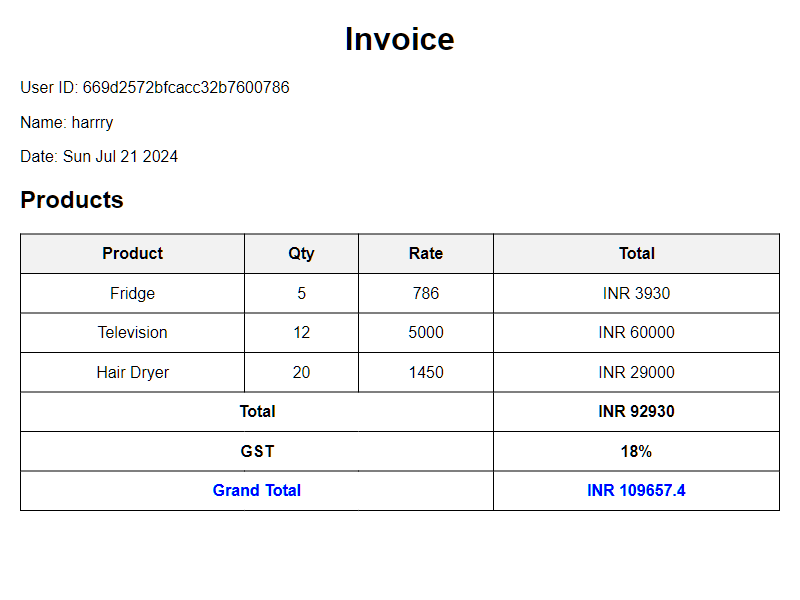 Invoice
User ID: 669d2572bfcacc32b7600786
Name: harrry
Date: Sun Jul 21 2024
Products
Product Qty Rate Total
Fridge 5 786 INR 3930
Television 12 5000 INR 60000
Hair Dryer 20 1450 INR 29000
Total INR 92930
GST 18%
Grand Total INR 109657.4